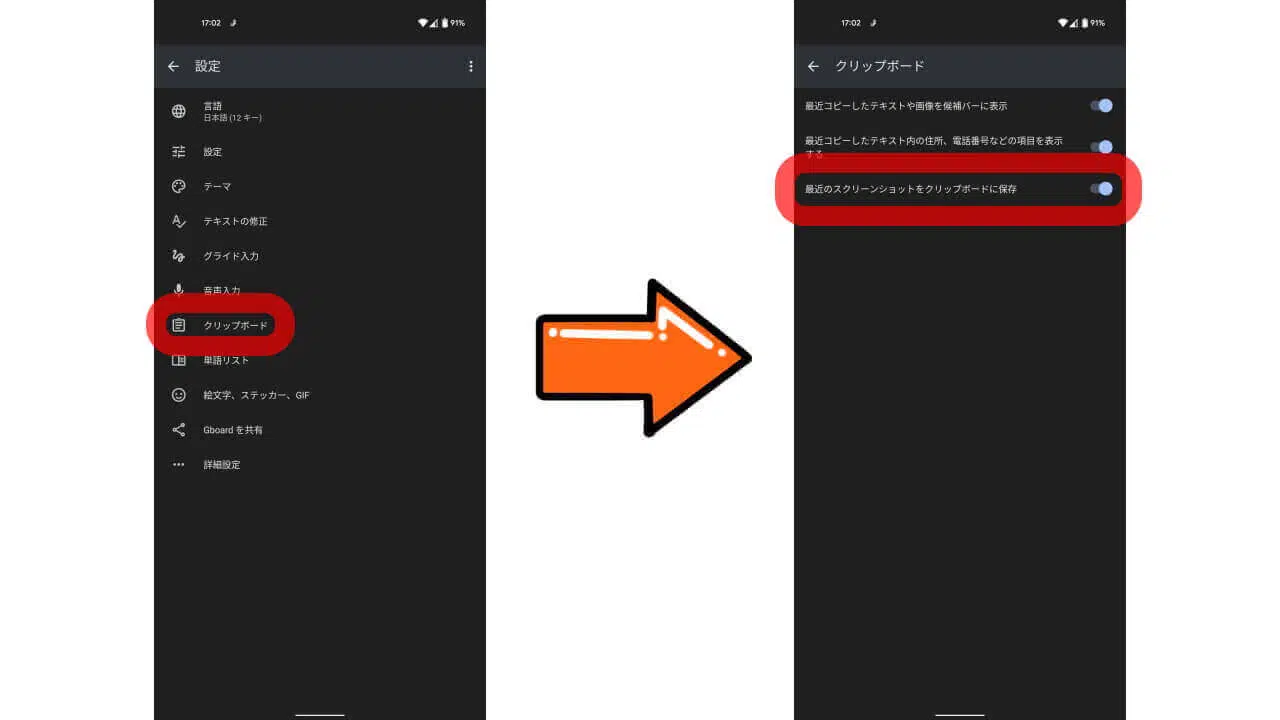 17:02
91%
設定
言語
日本語 (12 キー)
設定
テーマ
テキストの修正
グライド入力
音声入力
クリップボード
単語リスト
絵文字、ステッカー、GIF
Gboard を共有
詳細設定
17:02
91%
クリップボード
最近コピーしたテキストや画像を候補バーに表示
最近コピーしたテキスト内の住所、電話番号などの項目を表示
する
最近のスクリーンショットをクリップボードに保存